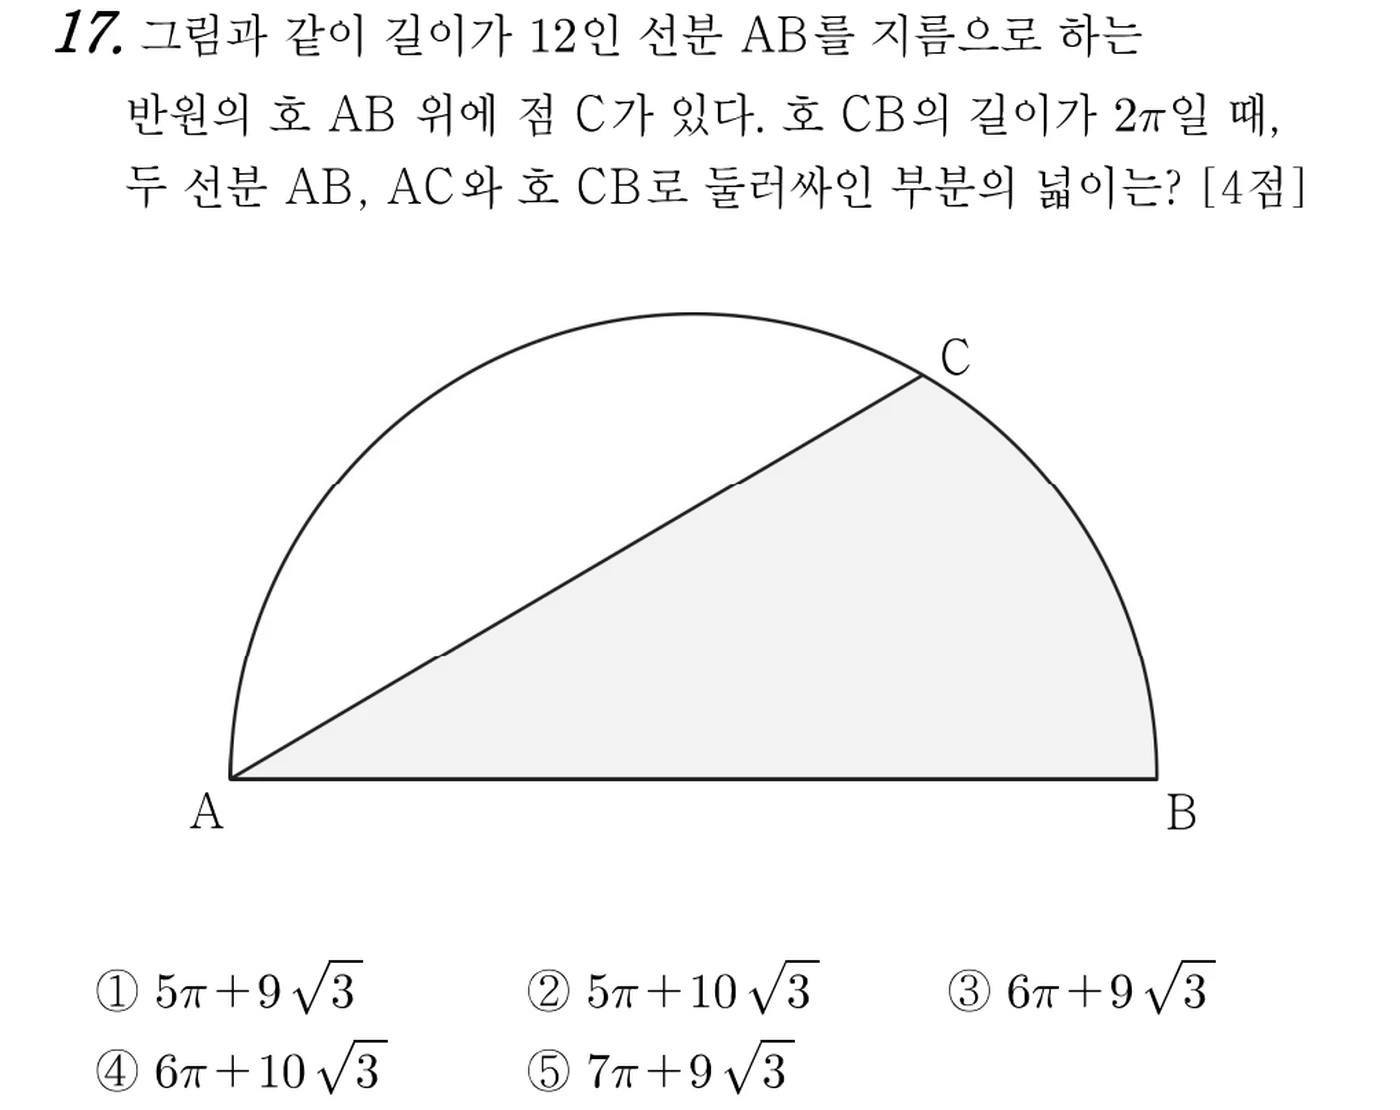 17. 그림과 같이 길이가 12인 선분 AB를 지름으로 하는
반원의 호 AB 위에 점 C가 있다. 호 CB의 길이가 2π일 때,
두 선분 AB, AC와 호 CB로 둘러싸인 부분의 넓이는? [4점]
C
A
B
① 5π+9√3 ② 5π+10√3 ③ 6π+9√3
④ 6π+10√3 ⑤ 7π+9√3